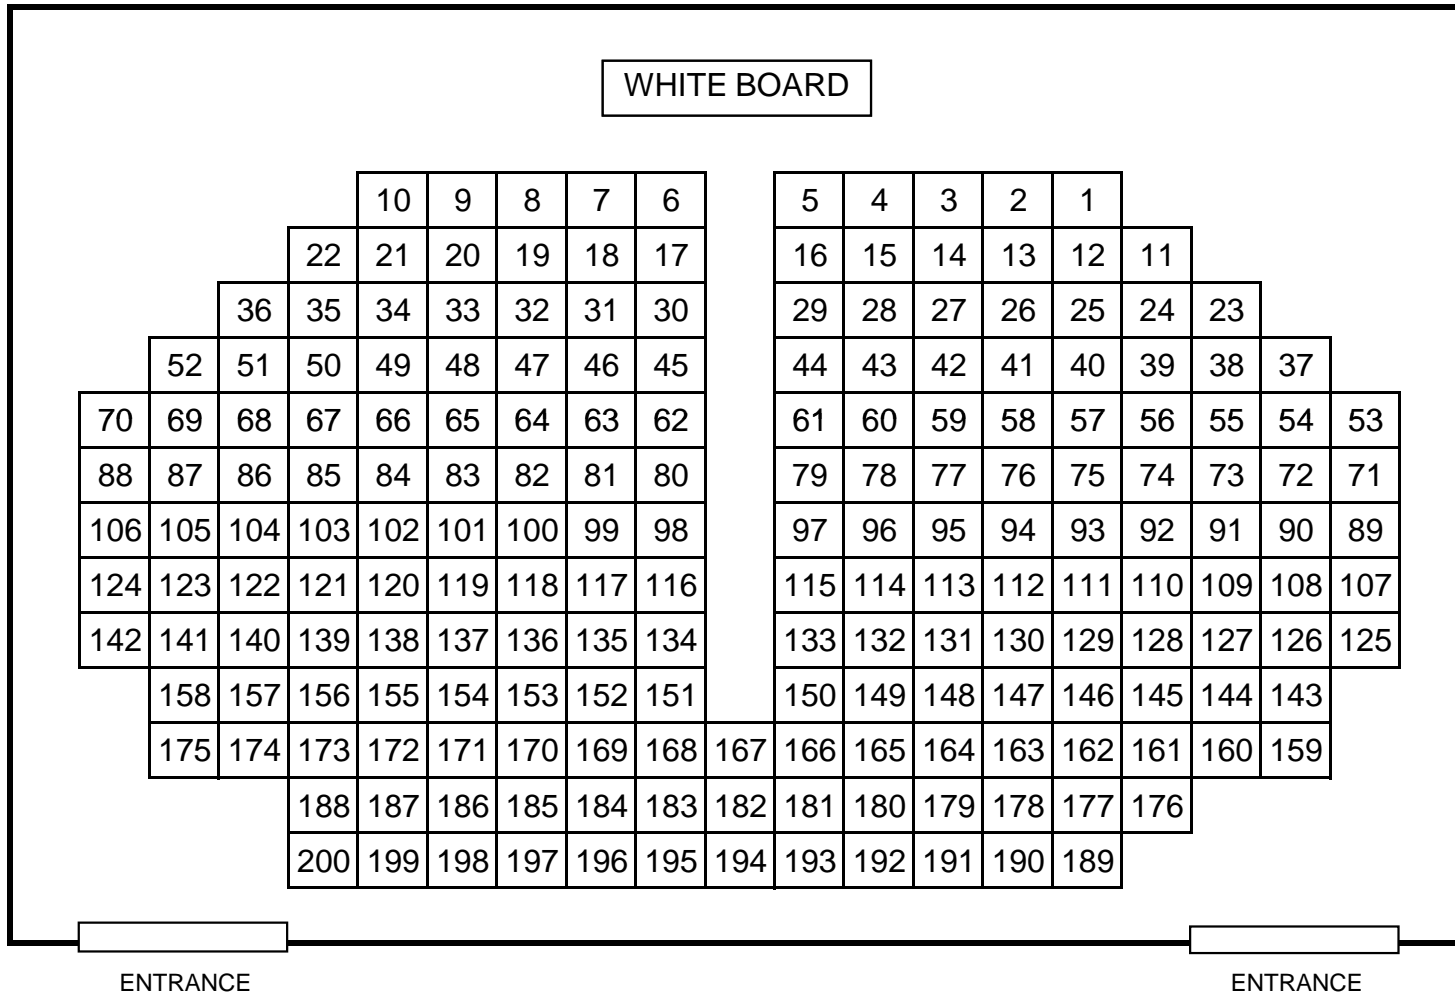 WHITE BOARD
10 9 8 7 6 5 4 3 2 1
22 21 20 19 18 17 16 15 14 13 12 11
36 35 34 33 32 31 30 29 28 27 26 25 24 23
52 51 50 49 48 47 46 45 44 43 42 41 40 39 38 37
70 69 68 67 66 65 64 63 62 61 60 59 58 57 56 55 54 53
88 87 86 85 84 83 82 81 80 79 78 77 76 75 74 73 72 71
106 105 104 103 102 101 100 99 98 97 96 95 94 93 92 91 90 89
124 123 122 121 120 119 118 117 116 115 114 113 112 111 110 109 108 107
142 141 140 139 138 137 136 135 134 133 132 131 130 129 128 127 126 125
158 157 156 155 154 153 152 151 150 149 148 147 146 145 144 143
175 174 173 172 171 170 169 168 167 166 165 164 163 162 161 160 159
188 187 186 185 184 183 182 181 180 179 178 177 176
200 199 198 197 196 195 194 193 192 191 190 189
ENTRANCE ENTRANCE